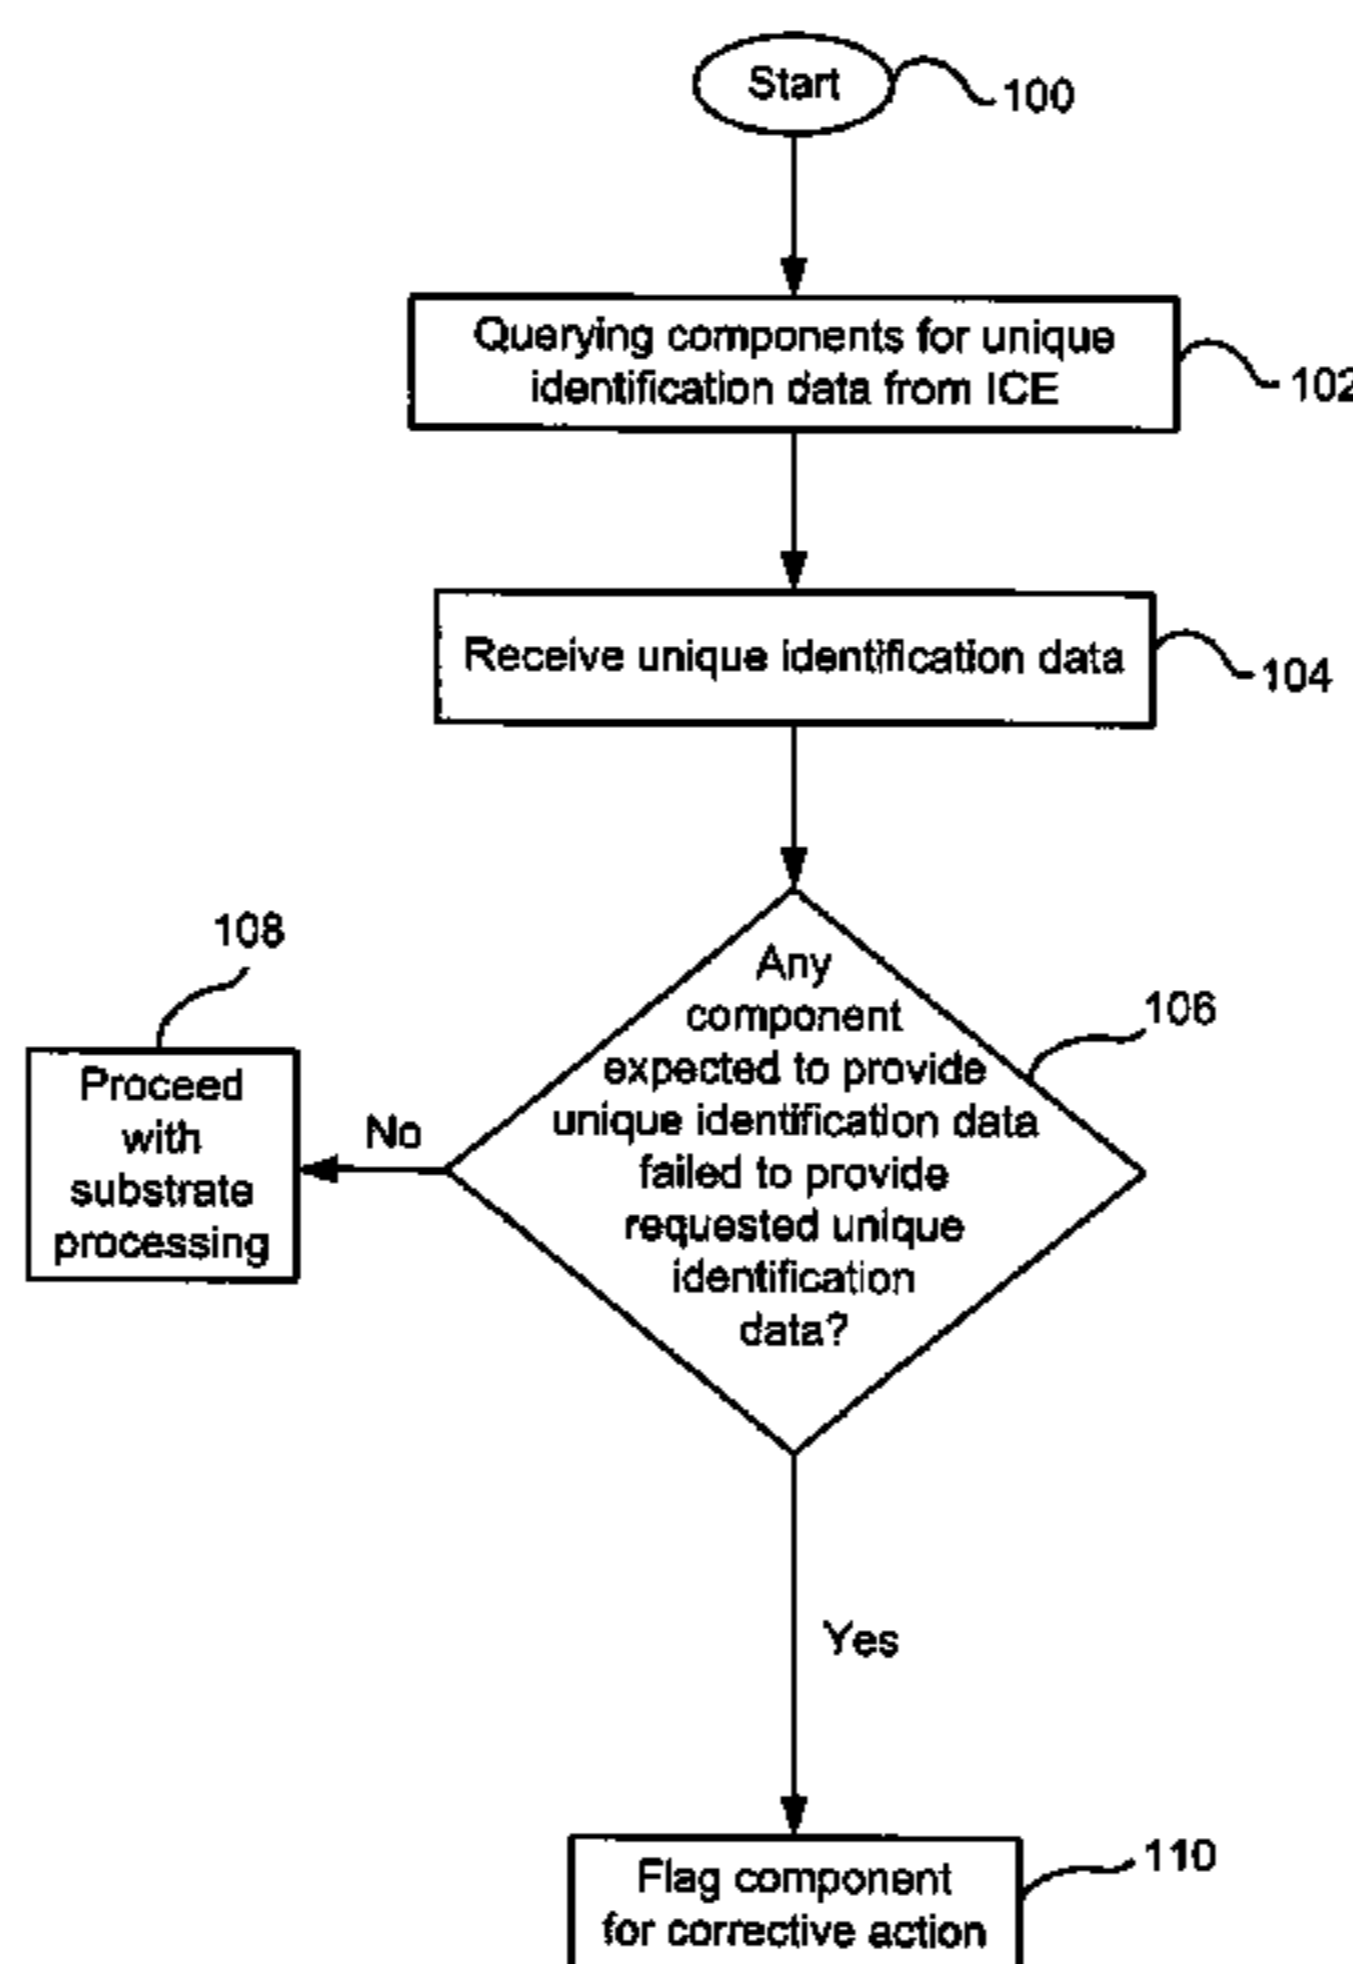 Start
100
Querying components for unique
identification data from ICE
102
Receive unique identification data
104
108
Proceed
with
substrate
processing
No
Any
component
expected to provide
unique identification data
failed to provide
requested unique
identification
data?
106
Yes
Flag component
for corrective action
110